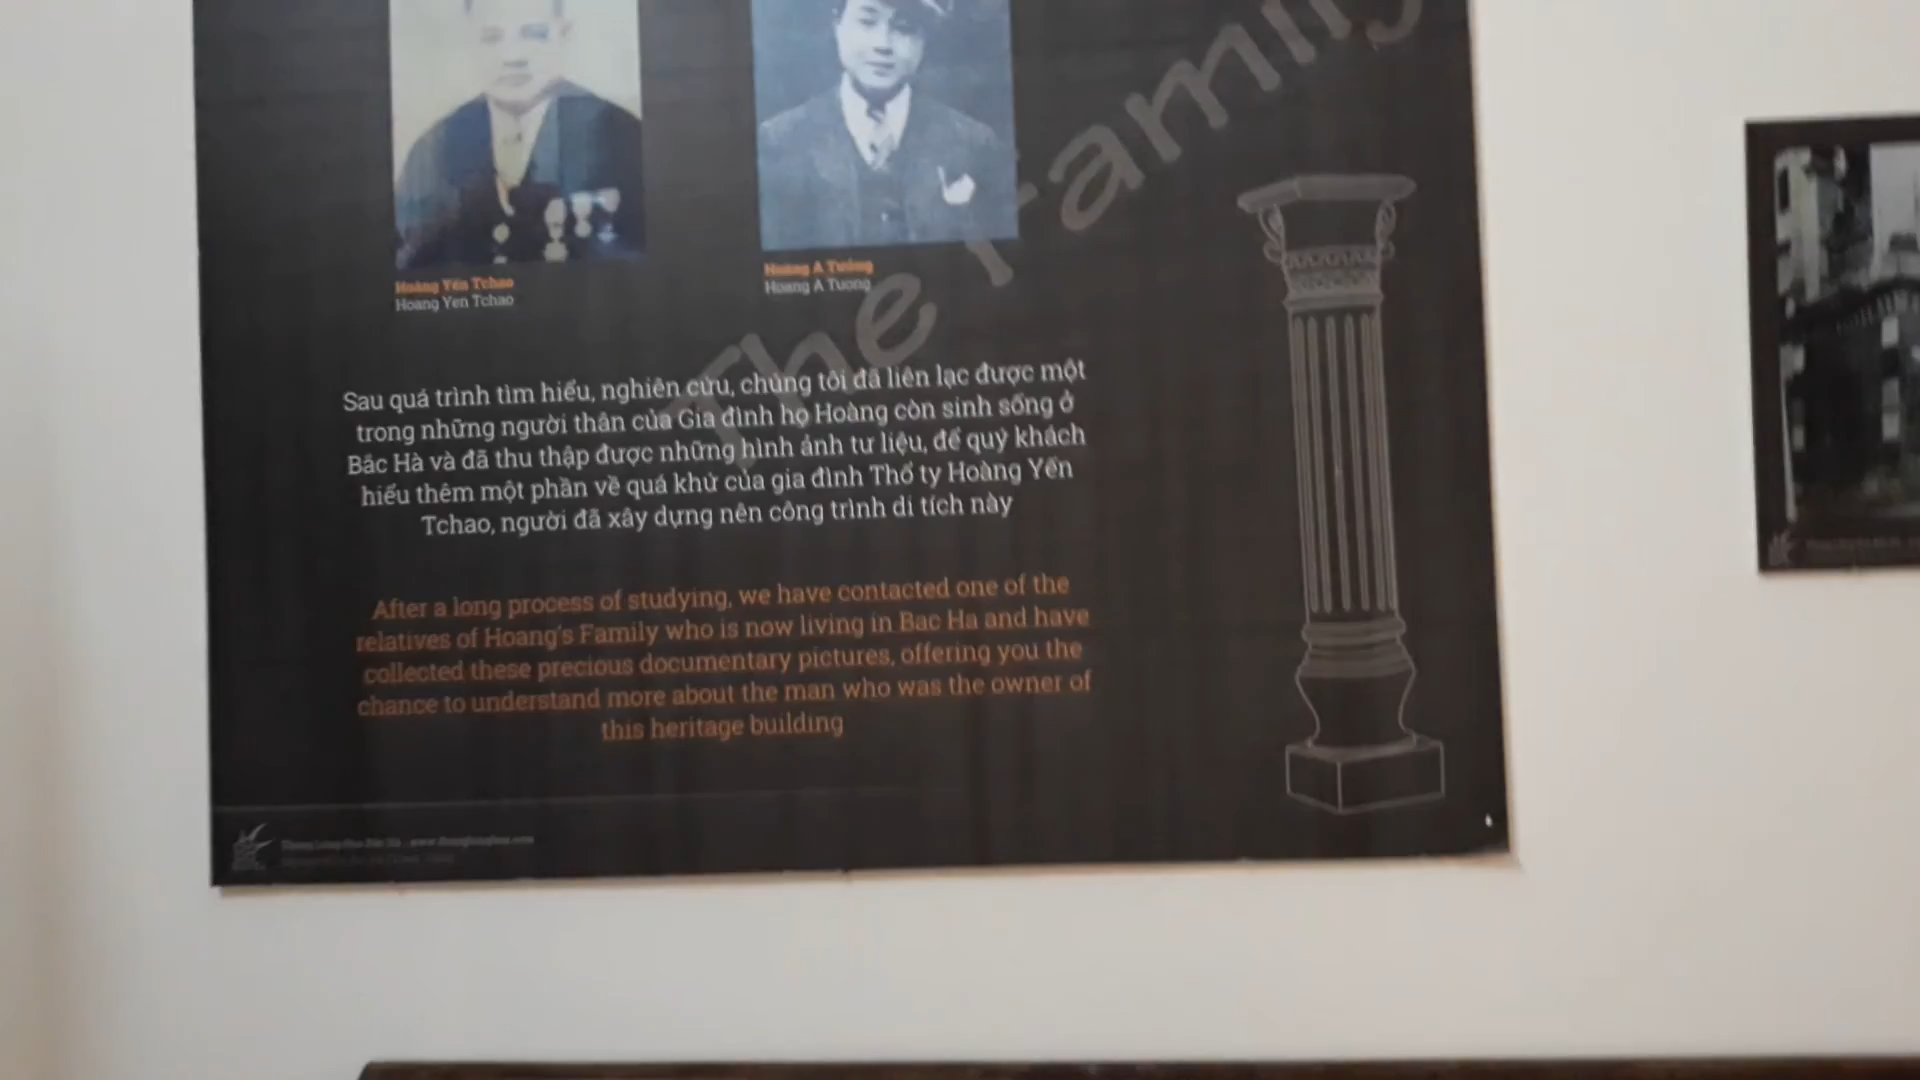 The Family
Hoàng Yến Tchao
Hoang Yen Tchao
Hoàng A Tưởng
Hoang A Tuong
Sau quá trình tìm hiểu, nghiên cứu, chúng tôi đã liên lạc được một
trong những người thân của Gia đình họ Hoàng còn sinh sống ở
Bắc Hà và đã thu thập được những hình ảnh tư liệu, để quý khách
hiểu thêm một phần về quá khứ của gia đình Thổ ty Hoàng Yến
Tchao, người đã xây dựng nên công trình di tích này
After a long process of studying, we have contacted one of the
relatives of Hoang's Family who is now living in Bac Ha and have
collected these precious documentary pictures, offering you the
chance to understand more about the man who was the owner of
this heritage building